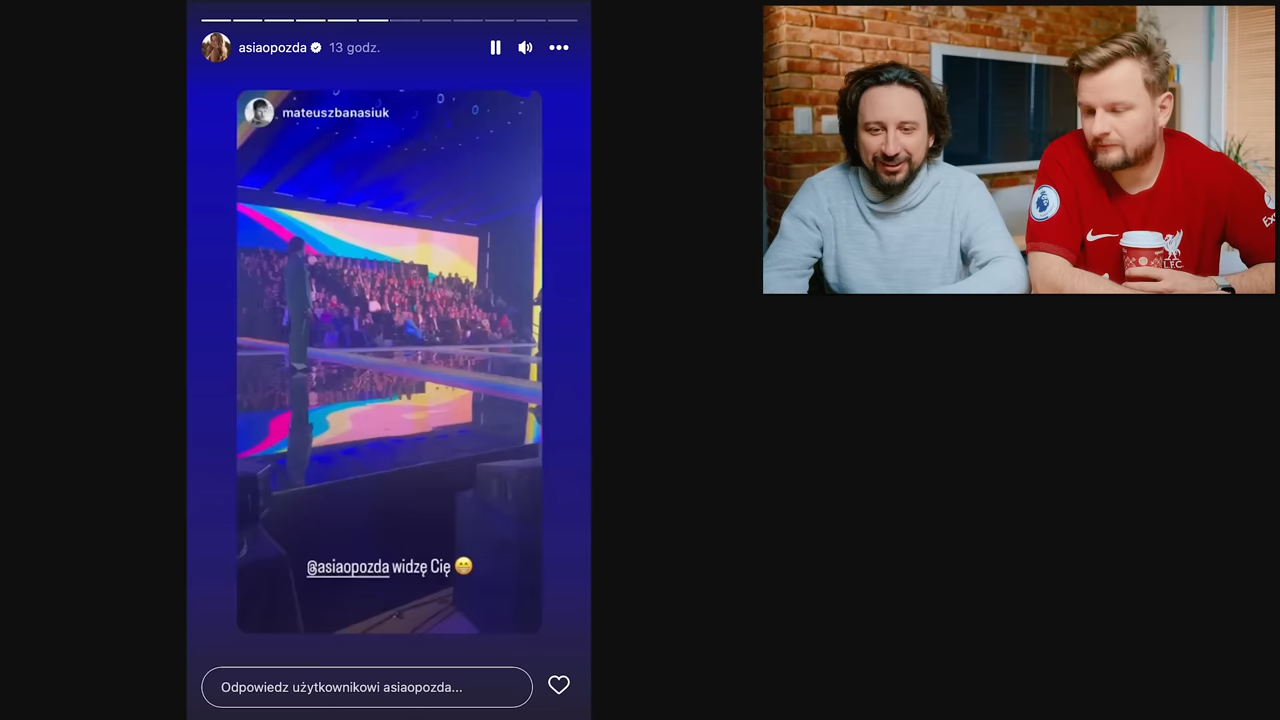 asiaopozda 13 godz.
mateuszbanasiuk
@asiaopozda widzę Cię
Odpowiedz użytkownikowi asiaopozda...
L.F.C.